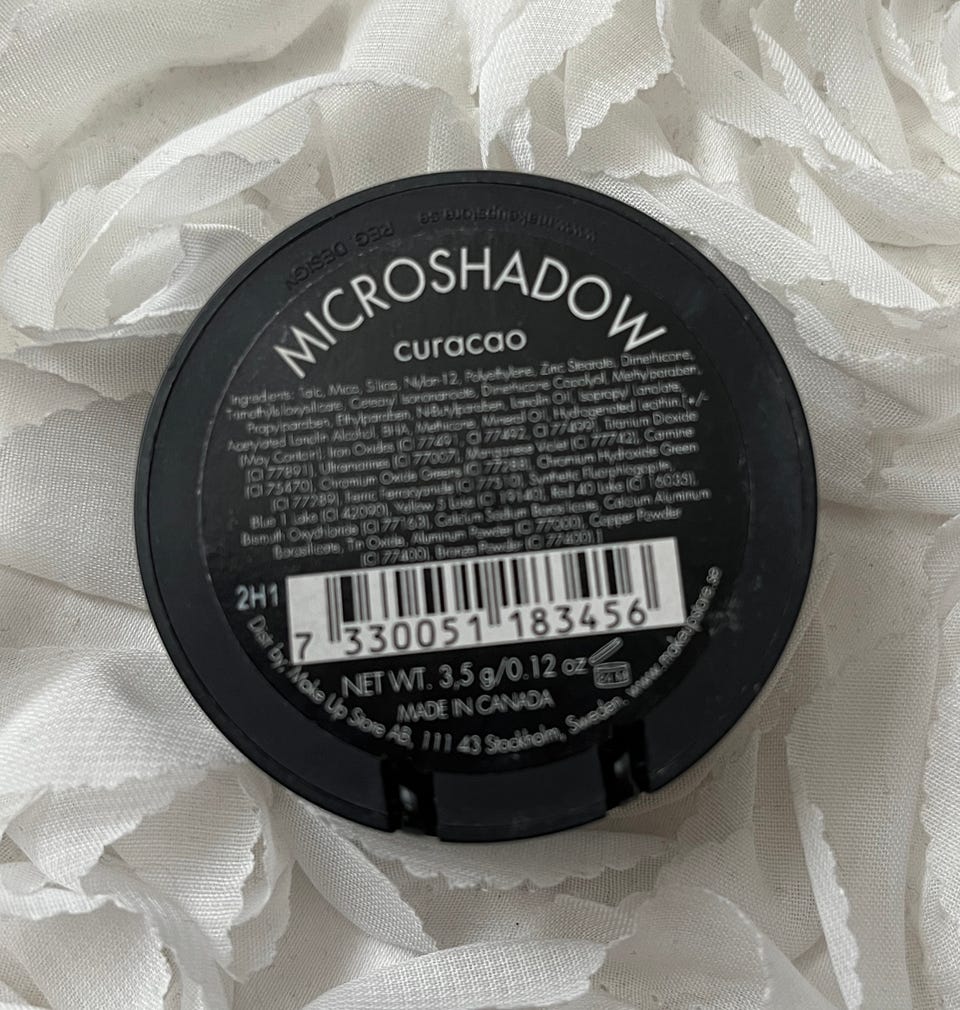 www.makeupstore.se
REG. DESIGN
MICROSHADOW
curacao
Ingredients: Talc, Mica, Silica, Nylon-12, Polyethylene, Zinc Stearate, Dimethicone,
Trimethylsiloxysilicate, Cetearyl Isononanoate, Dimethicone Copolyol, Methylparaben,
Propylparaben, Ethylparaben, N-Butylparaben, Lanolin Oil, Isopropyl Lanolate,
Acetylated Lanolin Alcohol, BHA, Methicone, Mineral Oil, Hydrogenated Lecithin, [+/-
(May Contain): Iron Oxides (CI 77491, CI 77492, CI 77499), Titanium Dioxide
(CI 77891), Ultramarine (CI 77007), Manganese Violet (CI 77742), Carmine
(CI 75470), Chromium Oxide Green (CI 77288), Chromium Hydroxide Green
(CI 77289), Ferric Ferrocyanide (CI 77510), Synthetic Fluorphlogopite,
Blue 1 Lake (CI 42090), Yellow 5 Lake (CI 19140), Red 40 Lake (CI 16035),
Bismuth Oxychloride (CI 77163), Calcium Sodium Borosilicate, Calcium Aluminum
Borosilicate, Tin Oxide, Aluminum Powder (CI 77000), Copper Powder
(CI 77400), Bronze Powder (CI 77400).]
2H1
7 330051 183456
NET WT. 3,5 g/0.12 oz
MADE IN CANADA
Dist by, Make Up Store AB, 111 43 Stockholm, Sweden, www.makeupstore.se